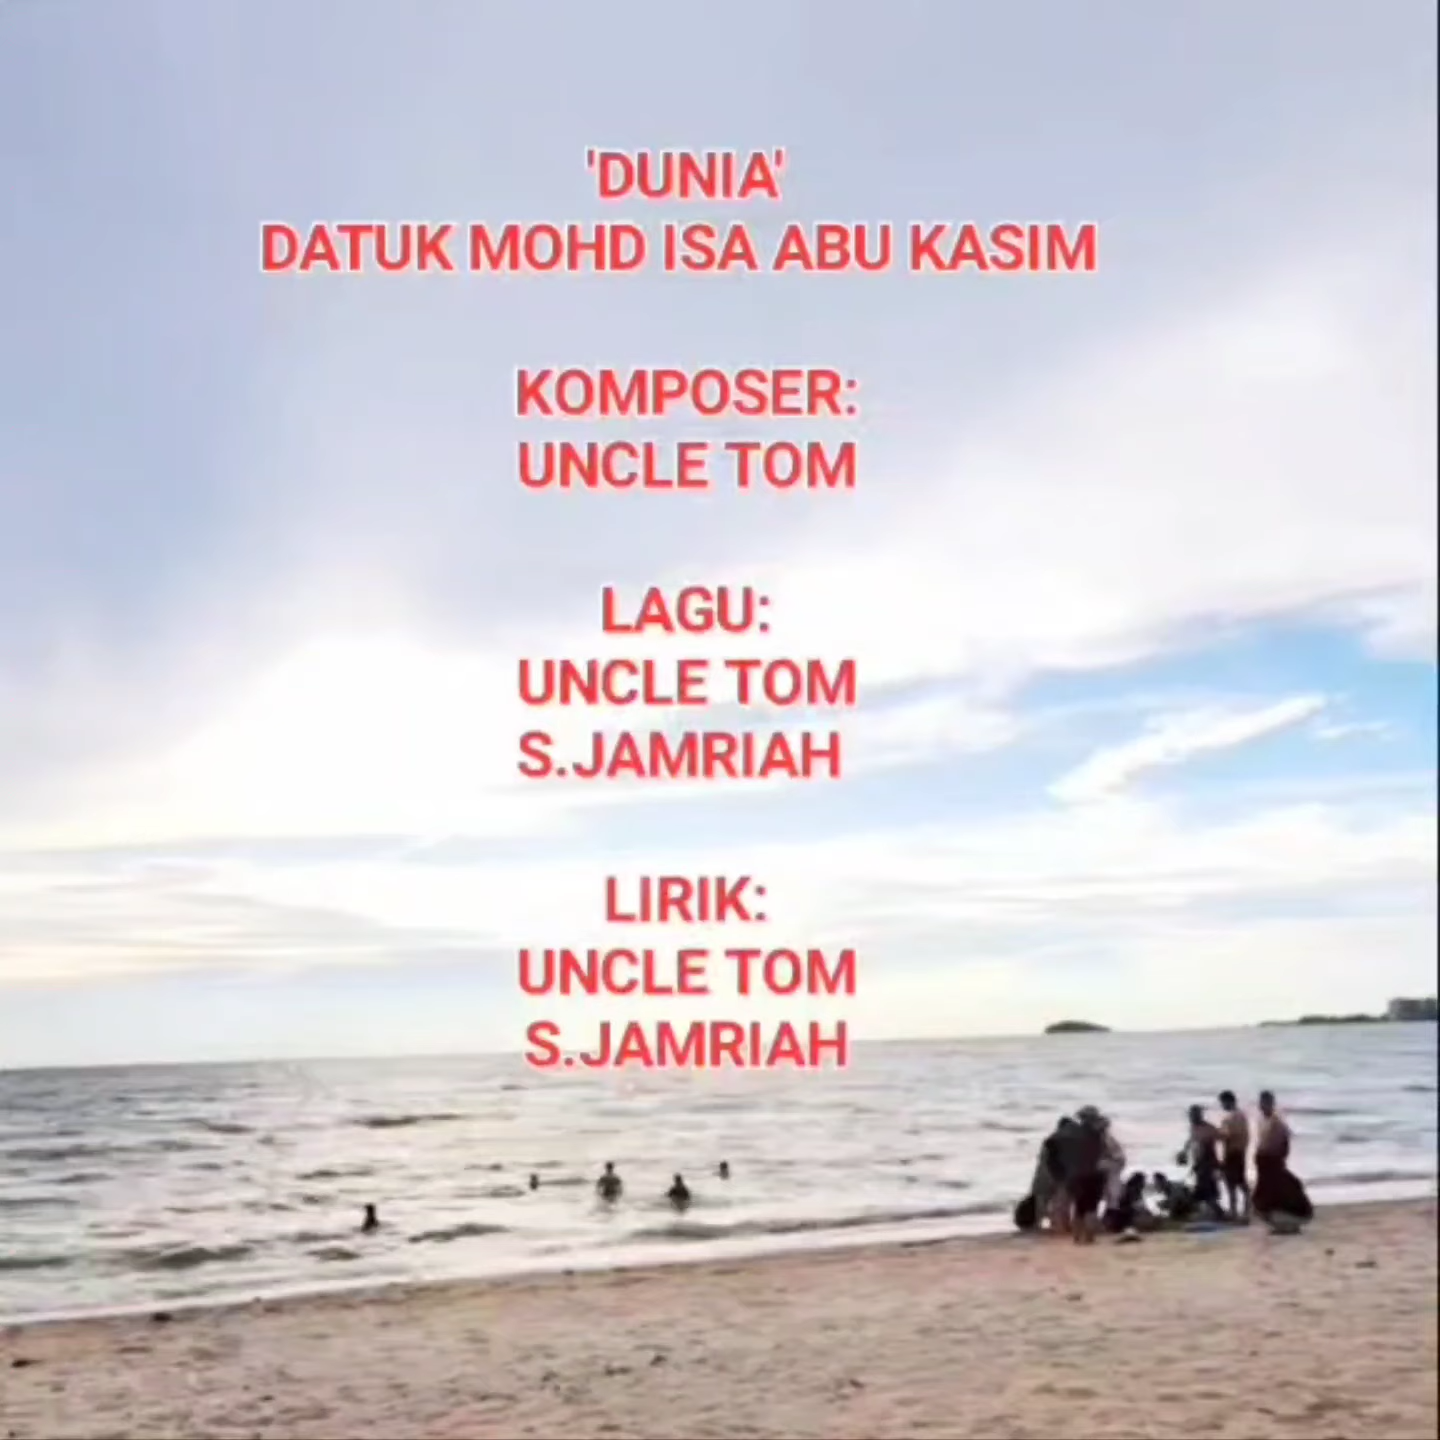 'DUNIA'
DATUK MOHD ISA ABU KASIM
KOMPOSER:
UNCLE TOM
LAGU:
UNCLE TOM
S.JAMRIAH
LIRIK:
UNCLE TOM
S.JAMRIAH